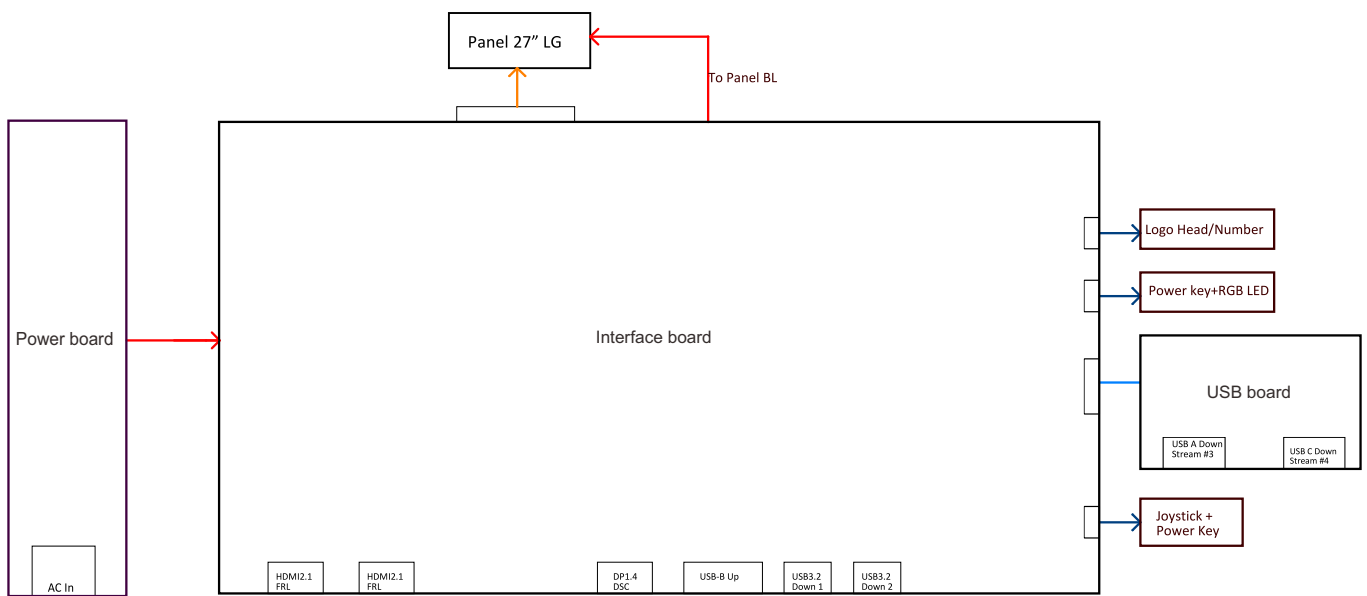 Panel 27” LG
To Panel BL
Logo Head/Number
Power key+RGB LED
Power board
Interface board
USB board
USB A Down
Stream #3
USB C Down
Stream #4
Joystick +
Power Key
AC In
HDMI2.1
FRL
HDMI2.1
FRL
DP1.4
DSC
USB-B Up
USB3.2
Down 1
USB3.2
Down 2